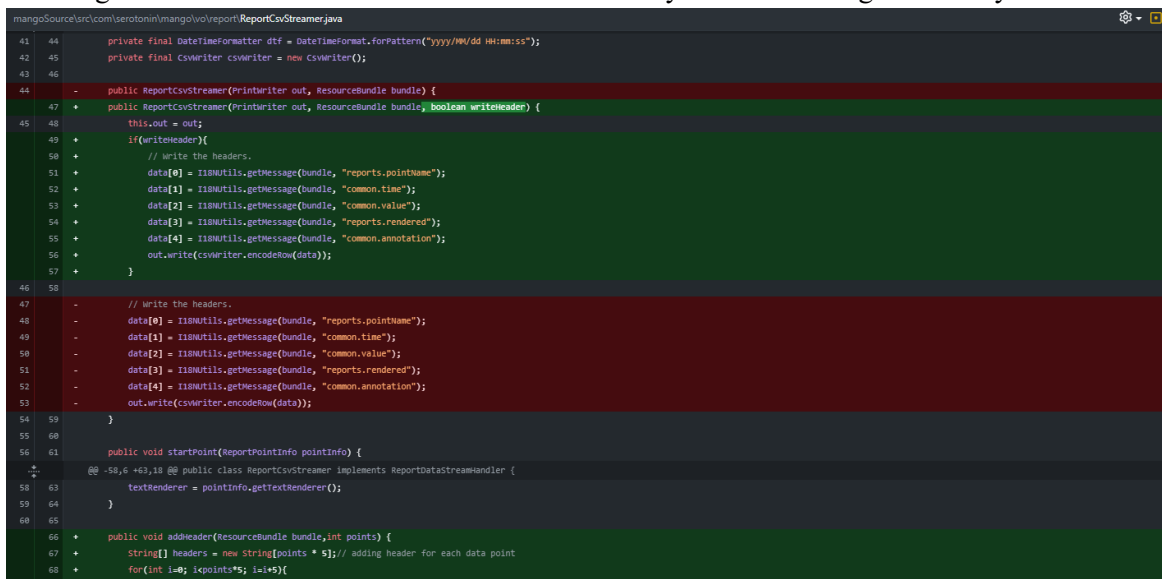 mangoSource\src\com\serotonin\mango\vo\report\ReportCsvStreamer.java
41 44 private final DateTimeFormatter dtf = DateTimeFormat.forPattern("yyyy/MM/dd HH:mm:ss");
42 45 private final CsvWriter csvWriter = new CsvWriter();
43 46
44 - public ReportCsvStreamer(PrintWriter out, ResourceBundle bundle) {
47 + public ReportCsvStreamer(PrintWriter out, ResourceBundle bundle, boolean writeHeader) {
45 48 this.out = out;
49 + if(writeHeader){
50 + // Write the headers.
51 + data[0] = I18NUtils.getMessage(bundle, "reports.pointName");
52 + data[1] = I18NUtils.getMessage(bundle, "common.time");
53 + data[2] = I18NUtils.getMessage(bundle, "common.value");
54 + data[3] = I18NUtils.getMessage(bundle, "reports.rendered");
55 + data[4] = I18NUtils.getMessage(bundle, "common.annotation");
56 + out.write(csvWriter.encodeRow(data));
57 + }
46 58
47 - // Write the headers.
48 - data[0] = I18NUtils.getMessage(bundle, "reports.pointName");
49 - data[1] = I18NUtils.getMessage(bundle, "common.time");
50 - data[2] = I18NUtils.getMessage(bundle, "common.value");
51 - data[3] = I18NUtils.getMessage(bundle, "reports.rendered");
52 - data[4] = I18NUtils.getMessage(bundle, "common.annotation");
53 - out.write(csvWriter.encodeRow(data));
54 59 }
55 60
56 61 public void startPoint(ReportPointInfo pointInfo) {
@@ -58,6 +63,18 @@ public class ReportCsvStreamer implements ReportDataStreamHandler {
58 63 textRenderer = pointInfo.getTextRenderer();
59 64 }
60 65
66 + public void addHeader(ResourceBundle bundle,int points) {
67 + String[] headers = new String[points * 5];// adding header for each data point
68 + for(int i=0; i<points*5; i=i+5){